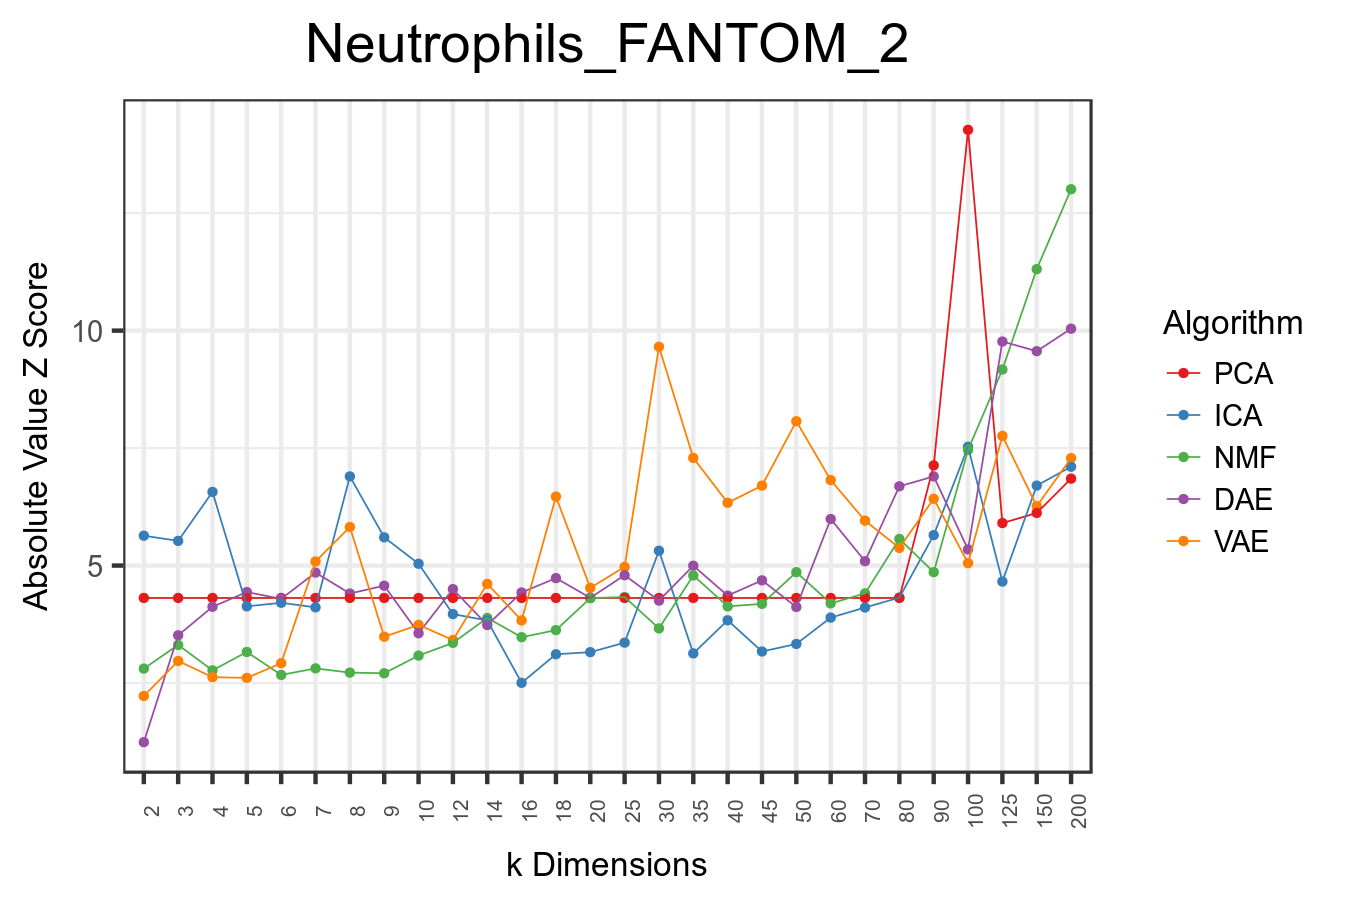 Neutrophils_FANTOM_2
Absolute Value Z Score
10
5
2 3 4 5 6 7 8 9 10 12 14 16 18 20 25 30 35 40 45 50 60 70 80 90 100 125 150 200
k Dimensions
Algorithm
PCA
ICA
NMF
DAE
VAE